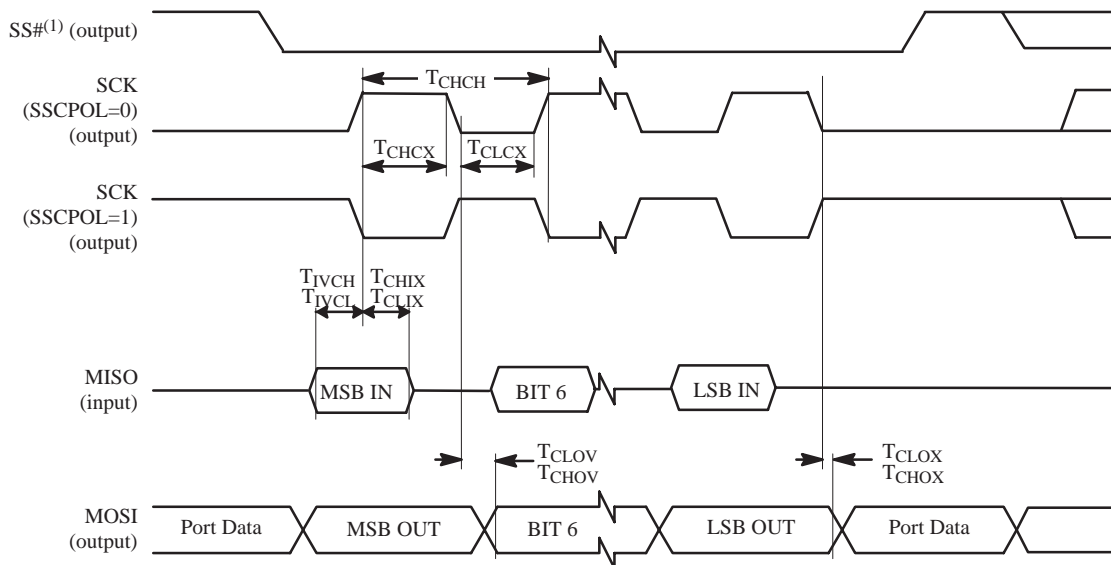 SS#(1) (output)
SCK
(SSCPOL=0)
(output)
TCHCH
TCHCX
TCLCX
SCK
(SSCPOL=1)
(output)
TIVCH
TIVCL
TCHIX
TCLIX
MISO
(input)
MSB IN
BIT 6
LSB IN
TCLOV
TCHOV
TCLOX
TCHOX
MOSI
(output)
Port Data
MSB OUT
BIT 6
LSB OUT
Port Data